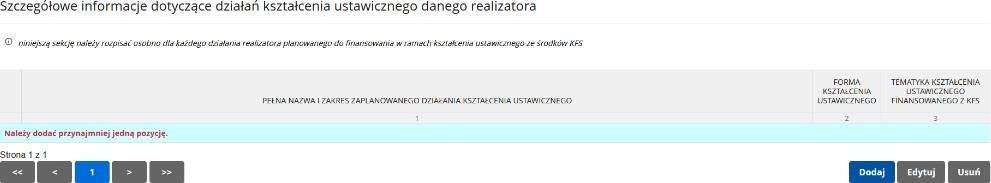 Szczegółowe informacje dotyczące działań kształcenia ustawicznego danego realizatora
niniejszą sekcję należy rozpisać osobno dla każdego działania realizatora planowanego do finansowania w ramach kształcenia ustawicznego ze środków KFS
PEŁNA NAZWA I ZAKRES ZAPLANOWANEGO DZIAŁANIA KSZTAŁCENIA USTAWICZNEGO
FORMA
KSZTAŁCENIA
USTAWICZNEGO
TEMATYKA KSZTAŁCENIA
USTAWICZNEGO
FINANSOWANEGO Z KFS
1 2 3
Należy dodać przynajmniej jedną pozycję.
Strona 1 z 1
<< < 1 > >> Dodaj Edytuj Usuń